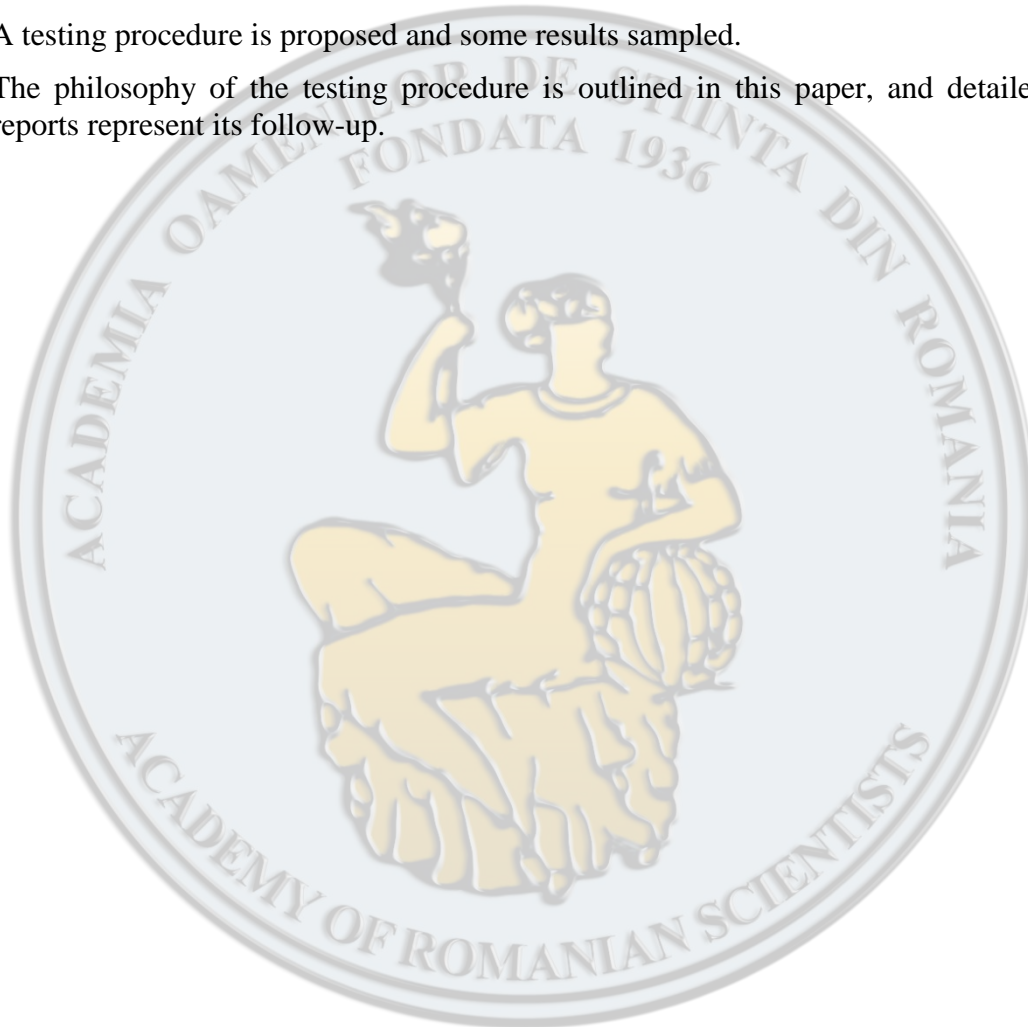 A testing procedure is proposed and some results sampled.
The philosophy of the testing procedure is outlined in this paper, and detaile
reports represent its follow-up.
ACADEMIA OAMENILOR DE STIINTA DIN ROMANIA
FONDATA 1936
ACADEMY OF ROMANIAN SCIENTISTS